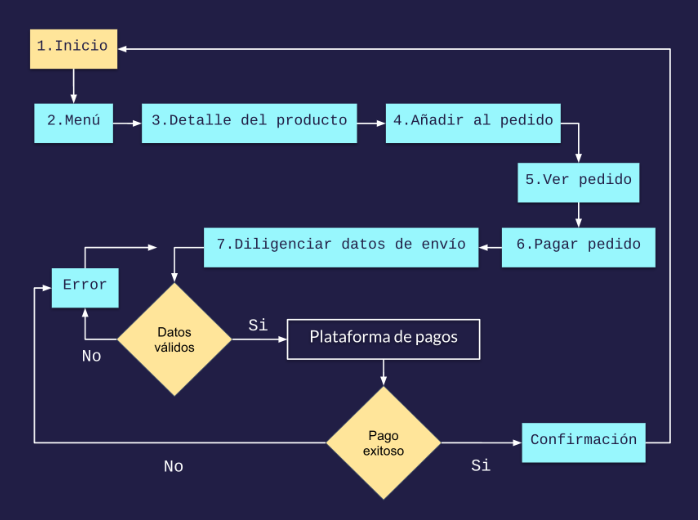 1.Inicio
2.Menú
3.Detalle del producto
4.Añadir al pedido
5.Ver pedido
6.Pagar pedido
7.Diligenciar datos de envío
Error
Datos
válidos
No
Si
Plataforma de pagos
Pago
exitoso
No
Si
Confirmación